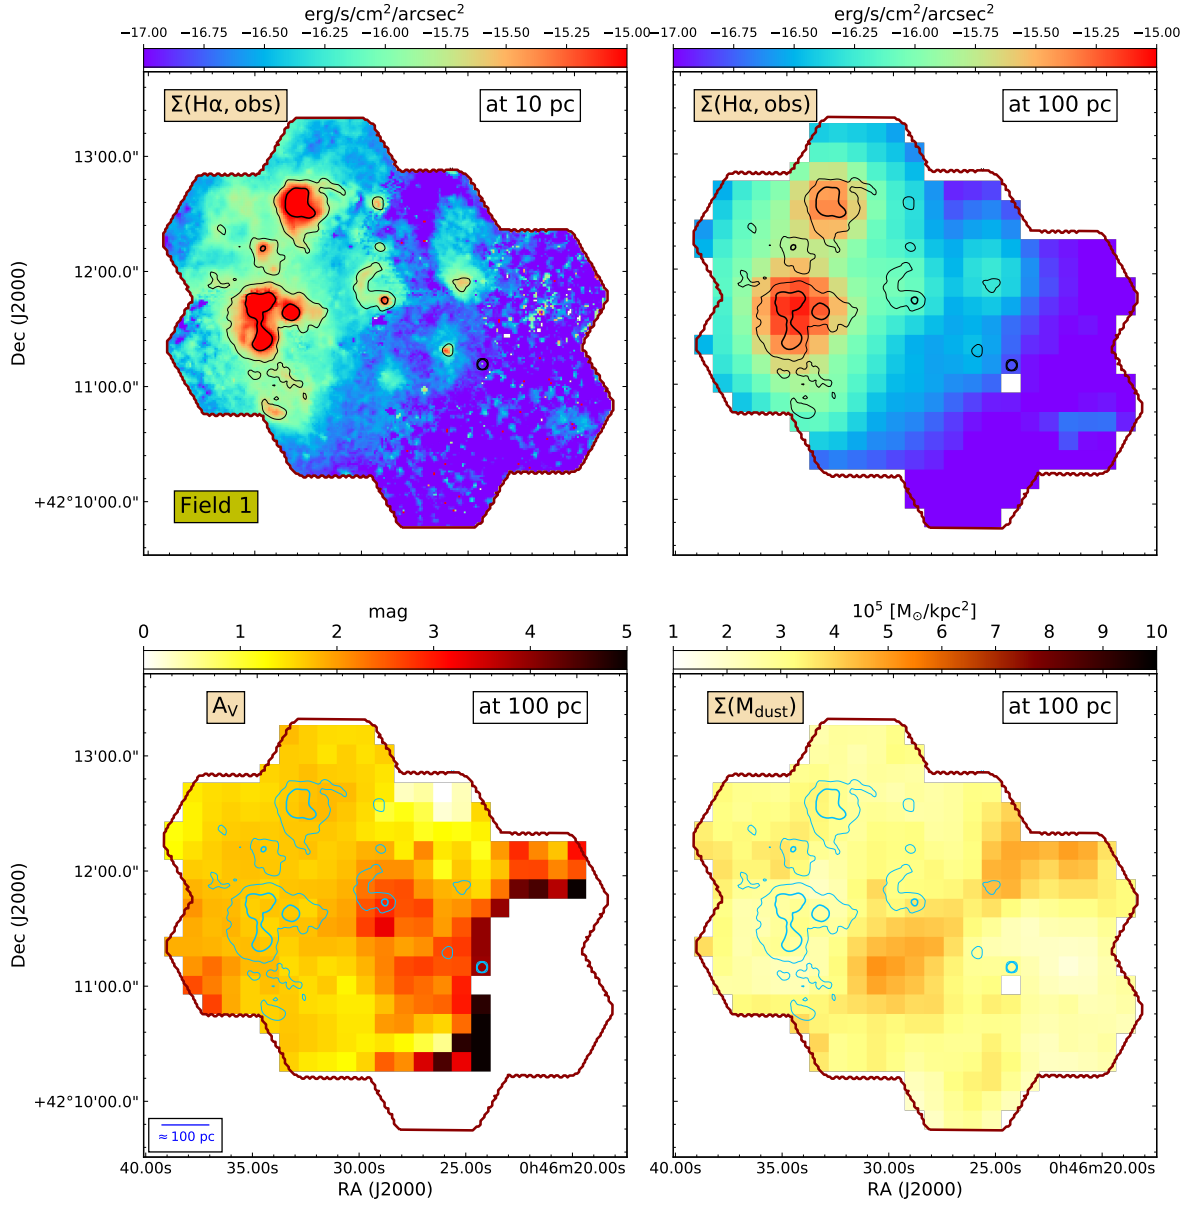 erg/s/cm²/arcsec²
−17.00 −16.75 −16.50 −16.25 −16.00 −15.75 −15.50 −15.25 −15.00
Σ(Hα, obs)
at 10 pc
13'00.0"
12'00.0"
11'00.0"
+42°10'00.0"
Dec (J2000)
Field 1
erg/s/cm²/arcsec²
−17.00 −16.75 −16.50 −16.25 −16.00 −15.75 −15.50 −15.25 −15.00
Σ(Hα, obs)
at 100 pc
mag
0 1 2 3 4 5
A_V
at 100 pc
13'00.0"
12'00.0"
11'00.0"
+42°10'00.0"
Dec (J2000)
≈ 100 pc
40.00s 35.00s 30.00s 25.00s 0h46m20.00s
RA (J2000)
10⁵ [M☉/kpc²]
1 2 3 4 5 6 7 8 9 10
Σ(M_dust)
at 100 pc
40.00s 35.00s 30.00s 25.00s 0h46m20.00s
RA (J2000)